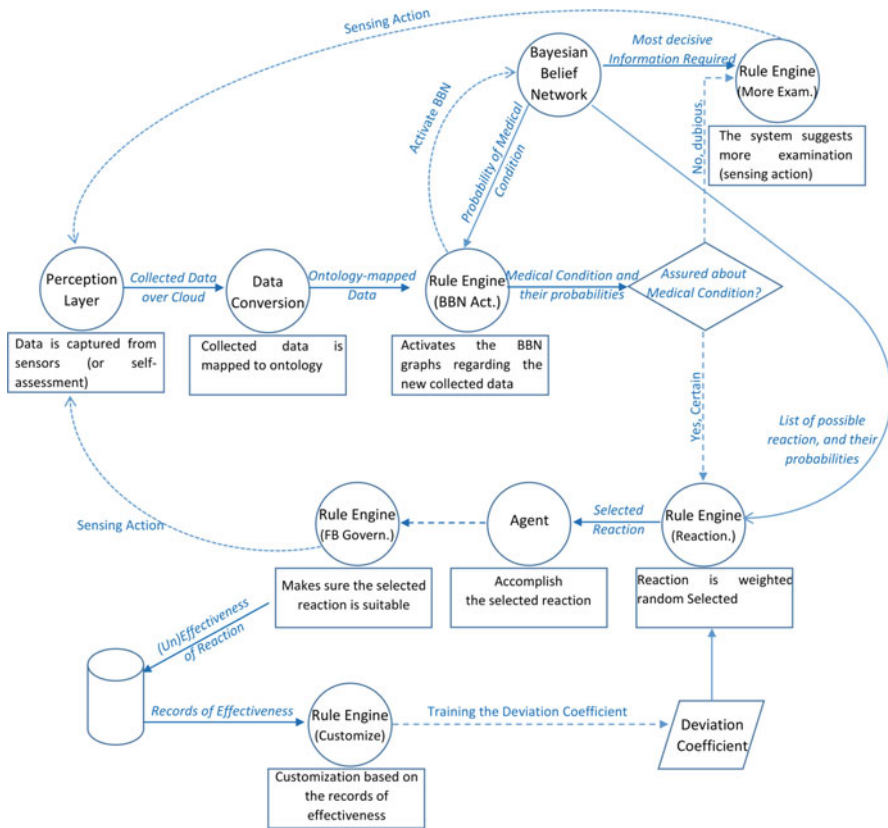 Sensing Action
Most decisive
Information Required
Bayesian
Belief
Network
Rule Engine
(More Exam.)
Activate BBN
Probability of Medical
Condition
No, dubious,
The system suggests
more examination
(sensing action)
Perception
Layer
Collected Data
over Cloud
Data
Conversion
Ontology-mapped
Data
Rule Engine
(BBN Act.)
Medical Condition and
their probabilities
Assured about
Medical Condition?
Data is captured from
sensors (or self-
assessment)
Collected data is
mapped to ontology
Activates the BBN
graphs regarding the
new collected data
Yes, Certain
List of possible
reaction, and their
probabilities
Sensing Action
Rule Engine
(FB Govern.)
Agent
Selected
Reaction
Rule Engine
(Reaction.)
Makes sure the selected
reaction is suitable
Accomplish
the selected reaction
Reaction is weighted
random Selected
(Un)Effectiveness
of Reaction
Records of Effectiveness
Rule Engine
(Customize)
Training the Deviation Coefficient
Deviation
Coefficient
Customization based on
the records of
effectiveness